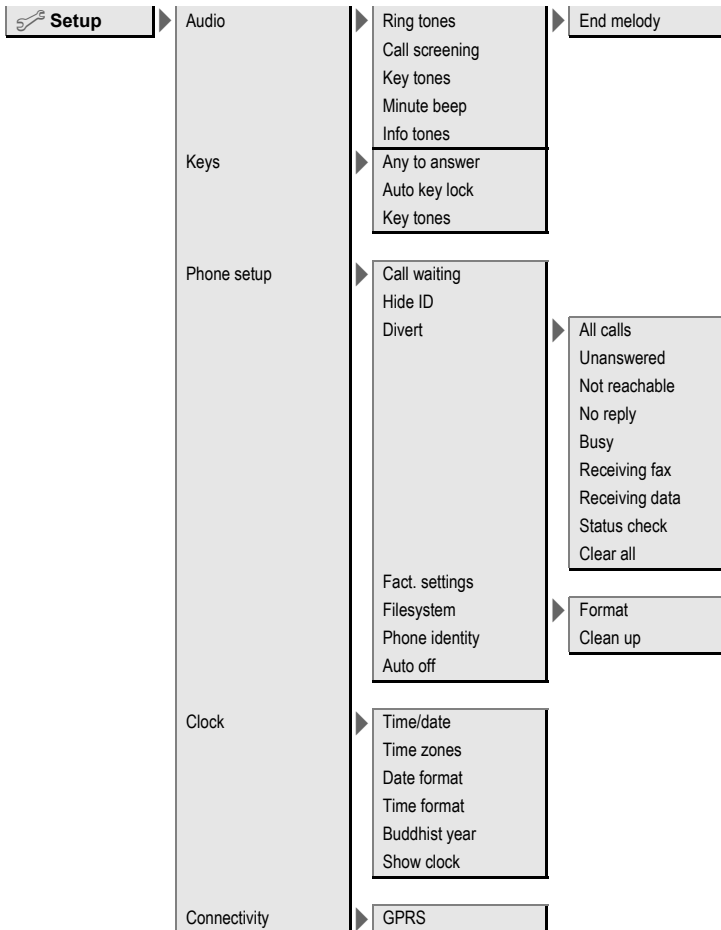 Setup Audio Ring tones End melody
Call screening
Key tones
Minute beep
Info tones
Keys Any to answer
Auto key lock
Key tones
Phone setup Call waiting
Hide ID
Divert All calls
Unanswered
Not reachable
No reply
Busy
Receiving fax
Receiving data
Status check
Clear all
Fact. settings
Filesystem Format
Phone identity Clean up
Auto off
Clock Time/date
Time zones
Date format
Time format
Buddhist year
Show clock
Connectivity GPRS